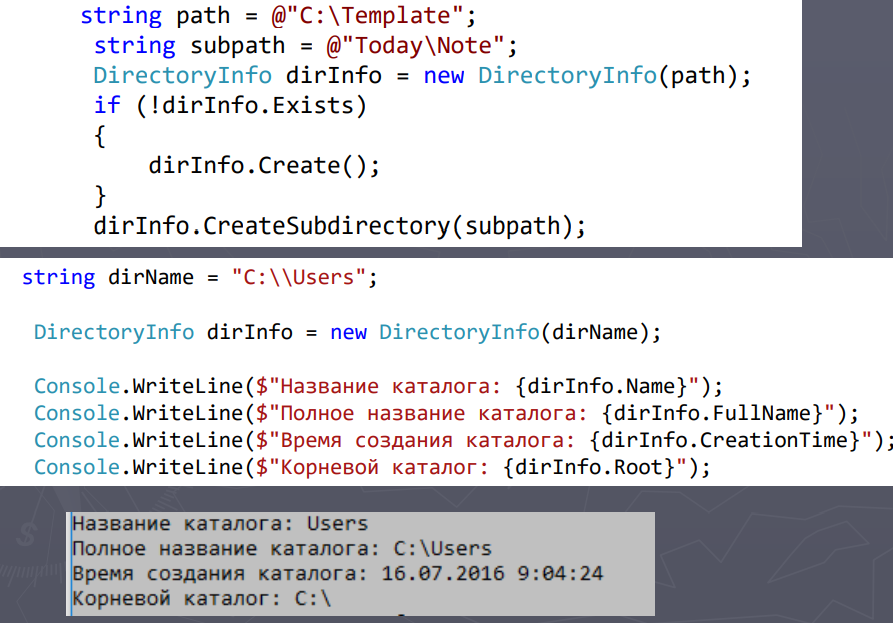 string path = @"C:\Template";
string subpath = @"Today\Note";
DirectoryInfo dirInfo = new DirectoryInfo(path);
if (!dirInfo.Exists)
{
dirInfo.Create();
}
dirInfo.CreateSubdirectory(subpath);
string dirName = "C:\\Users";
DirectoryInfo dirInfo = new DirectoryInfo(dirName);
Console.WriteLine($"Название каталога: {dirInfo.Name}");
Console.WriteLine($"Полное название каталога: {dirInfo.FullName}");
Console.WriteLine($"Время создания каталога: {dirInfo.CreationTime}");
Console.WriteLine($"Корневой каталог: {dirInfo.Root}");
Название каталога: Users
Полное название каталога: C:\Users
Время создания каталога: 16.07.2016 9:04:24
Корневой каталог: C:\